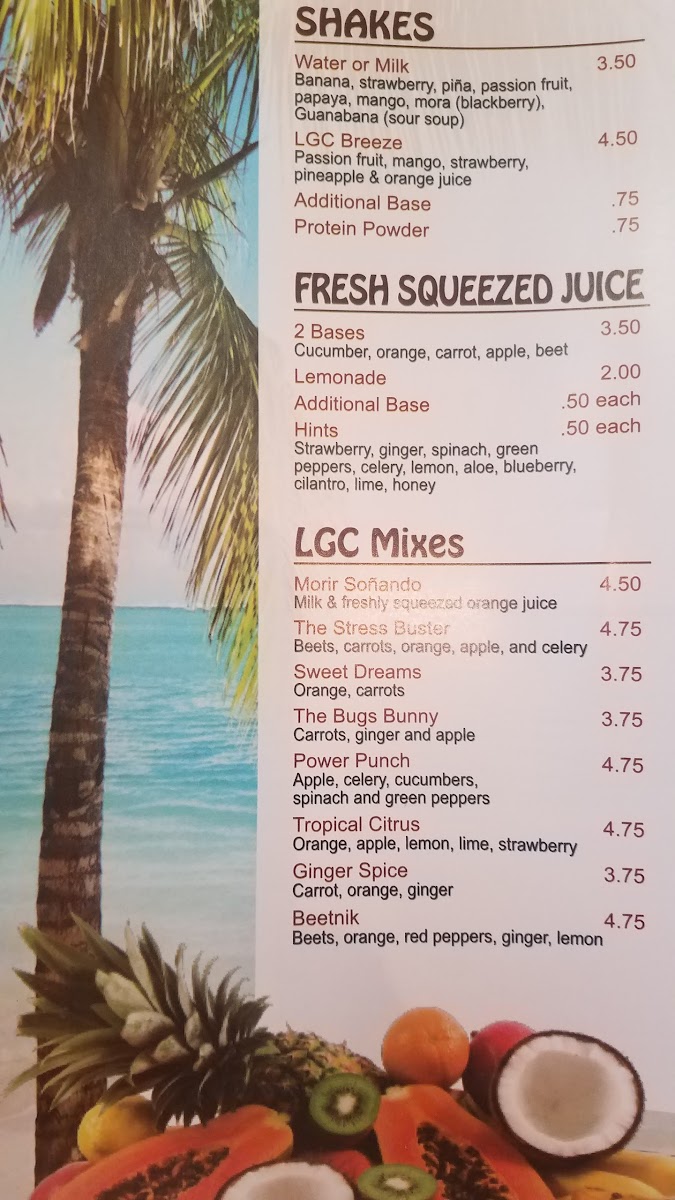 SHAKES
Water or Milk 3.50
Banana, strawberry, piña, passion fruit,
papaya, mango, mora (blackberry),
Guanabana (sour soup)
LGC Breeze 4.50
Passion fruit, mango, strawberry,
pineapple & orange juice
Additional Base .75
Protein Powder .75
FRESH SQUEEZED JUICE
2 Bases 3.50
Cucumber, orange, carrot, apple, beet
Lemonade 2.00
Additional Base .50 each
Hints .50 each
Strawberry, ginger, spinach, green
peppers, celery, lemon, aloe, blueberry,
cilantro, lime, honey
LGC Mixes
Morir Soñando 4.50
Milk & freshly squeezed orange juice
The Stress Buster 4.75
Beets, carrots, orange, apple, and celery
Sweet Dreams 3.75
Orange, carrots
The Bugs Bunny 3.75
Carrots, ginger and apple
Power Punch 4.75
Apple, celery, cucumbers,
spinach and green peppers
Tropical Citrus 4.75
Orange, apple, lemon, lime, strawberry
Ginger Spice 3.75
Carrot, orange, ginger
Beetnik 4.75
Beets, orange, red peppers, ginger, lemon